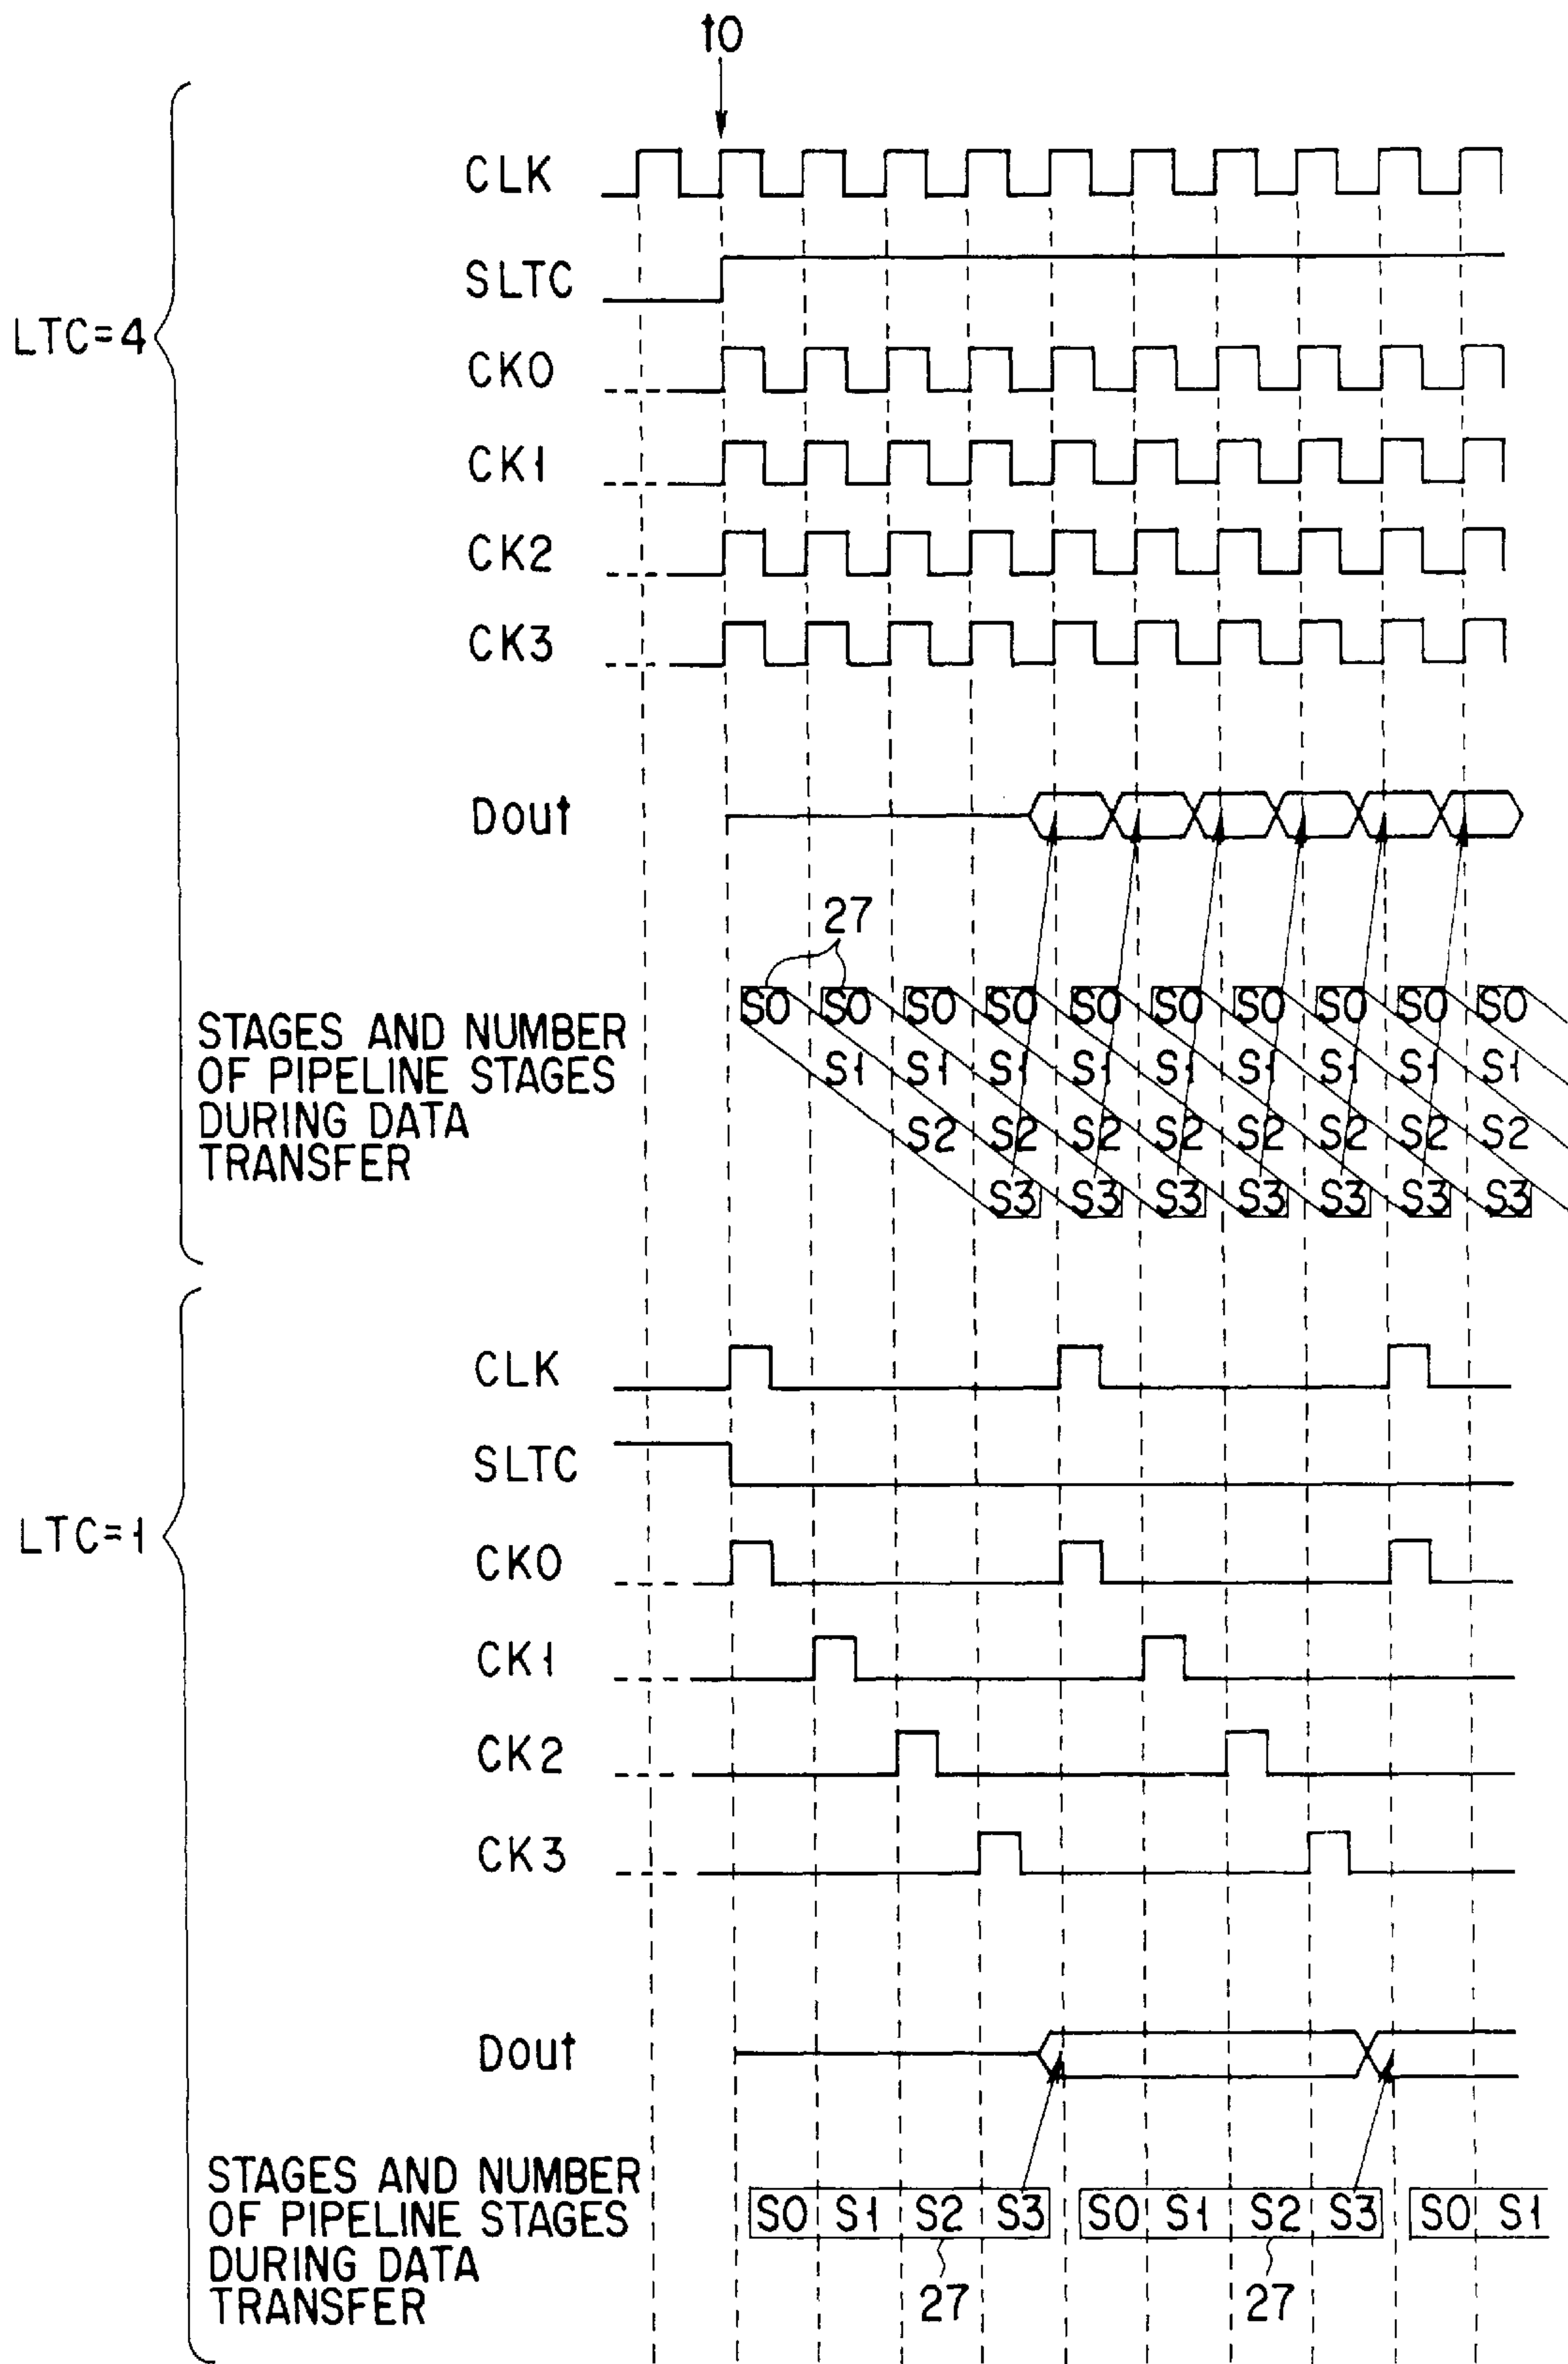 t0
LTC=4
CLK
SLTC
CK0
CK1
CK2
CK3
Dout
27
STAGES AND NUMBER
OF PIPELINE STAGES
DURING DATA
TRANSFER
S0 S0 S0 S0 S0 S0 S0 S0 S0 S0
S1 S1 S1 S1 S1 S1 S1 S1 S1
S2 S2 S2 S2 S2 S2 S2 S2
S3 S3 S3 S3 S3 S3 S3
LTC=1
CLK
SLTC
CK0
CK1
CK2
CK3
Dout
STAGES AND NUMBER
OF PIPELINE STAGES
DURING DATA
TRANSFER
S0 S1 S2 S3 S0 S1 S2 S3 S0 S1
27 27